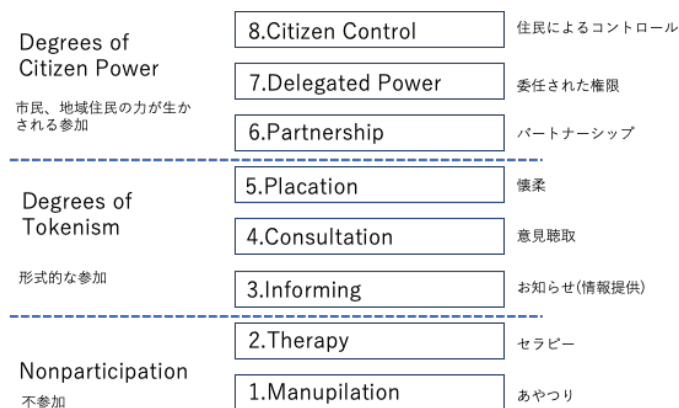 8.Citizen Control
住民によるコントロール
Degrees of
Citizen Power
7.Delegated Power
委任された権限
市民、地域住民の力が生か
される参加
6.Partnership
パートナーシップ
5.Placation
懐柔
Degrees of
Tokenism
4.Consultation
意見聴取
形式的な参加
3.Informing
お知らせ(情報提供)
2.Therapy
セラピー
Nonparticipation
不参加
1.Manupilation
あやつり